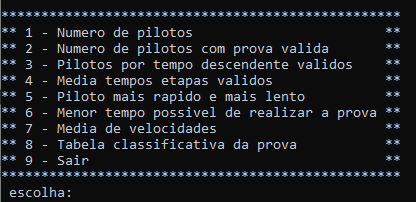 **************************************************
** 1 - Numero de pilotos                        **
** 2 - Numero de pilotos com prova valida       **
** 3 - Pilotos por tempo descendente validos    **
** 4 - Media tempos etapas validos              **
** 5 - Piloto mais rapido e mais lento          **
** 6 - Menor tempo possivel de realizar a prova **
** 7 - Media de velocidades                     **
** 8 - Tabela classificativa da prova           **
** 9 - Sair                                     **
**************************************************
escolha: